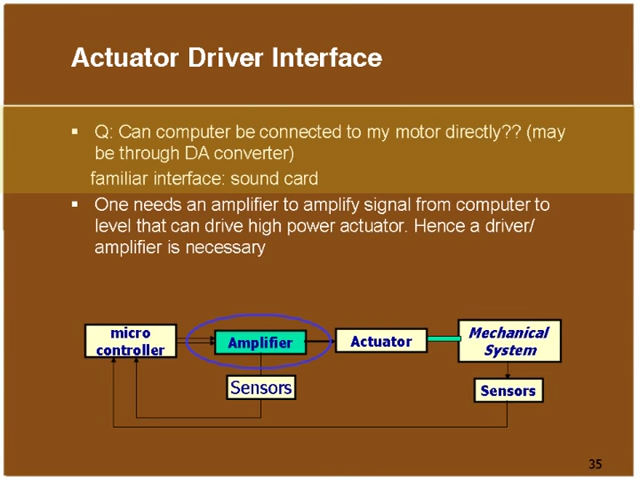 Actuator Driver Interface
▪ Q: Can computer be connected to my motor directly?? (may
be through DA converter)
familiar interface: sound card
▪ One needs an amplifier to amplify signal from computer to
level that can drive high power actuator. Hence a driver/
amplifier is necessary
micro
controller
Amplifier
Actuator
Mechanical
System
Sensors
Sensors
35